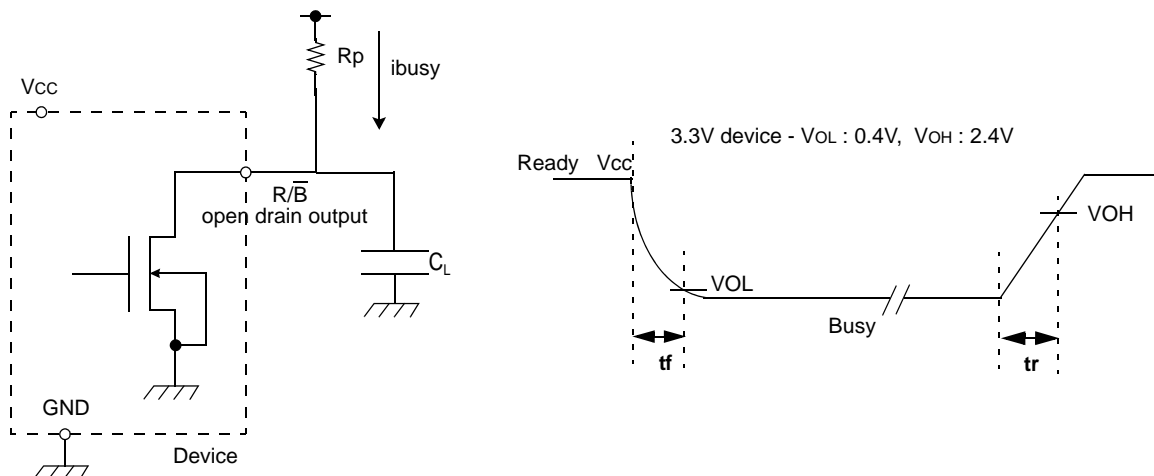 Rp
ibusy
VCC
R/B̅
open drain output
CL
GND
Device
3.3V device - VOL : 0.4V, VOH : 2.4V
Ready Vcc
VOH
VOL
Busy
tf
tr